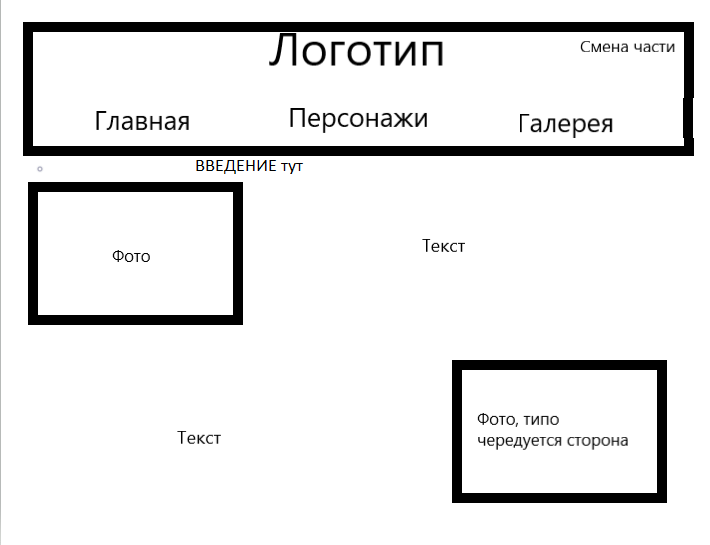 Логотип
Смена части
Главная
Персонажи
Галерея
ВВЕДЕНИЕ тут
Фото
Текст
Текст
Фото, типо
чередуется сторона